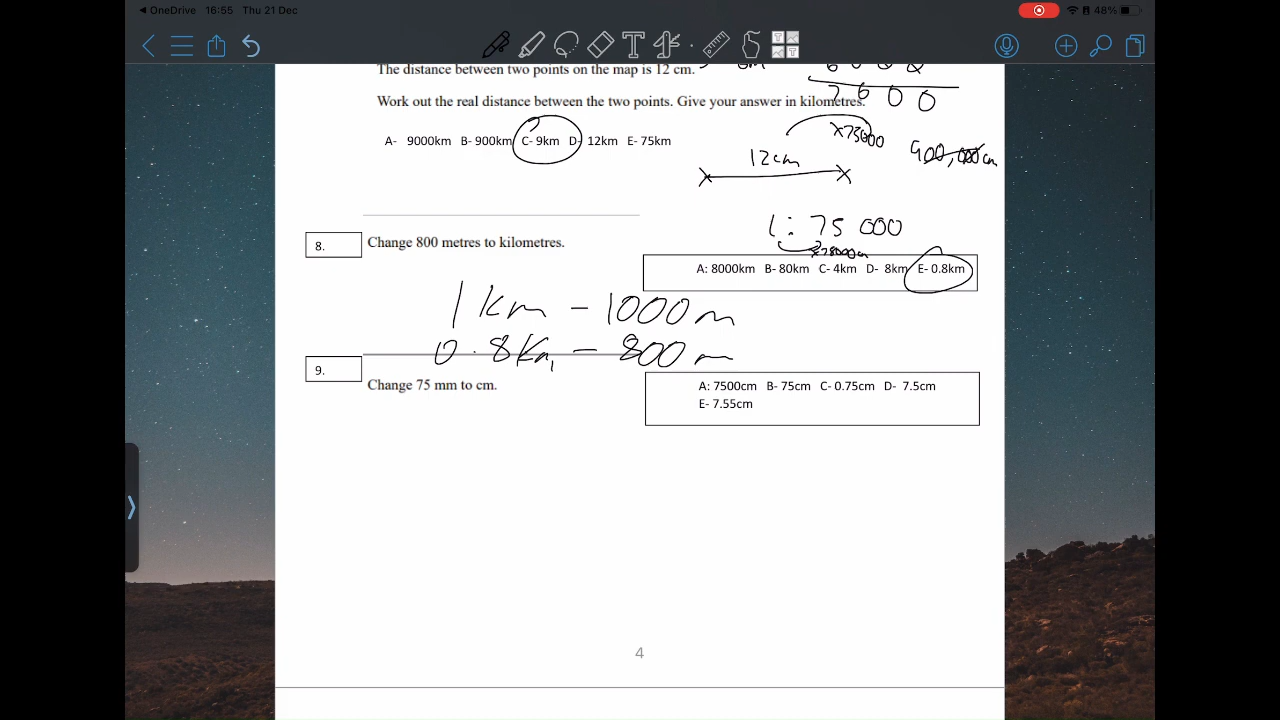 OneDrive 16:55 Thu 21 Dec 48%
The distance between two points on the map is 12 cm. cm
Work out the real distance between the two points. Give your answer in kilometres.
A- 9000km B- 900km C- 9km D- 12km E- 75km
x75000
12cm
900,000cm
1 : 75 000
8.
Change 800 metres to kilometres.
A: 8000km B- 80km C- 4km D- 8km E- 0.8km
1 km - 1000 m
0.8 Km - 800 m
9.
Change 75 mm to cm.
A: 7500cm B- 75cm C- 0.75cm D- 7.5cm
E- 7.55cm
4